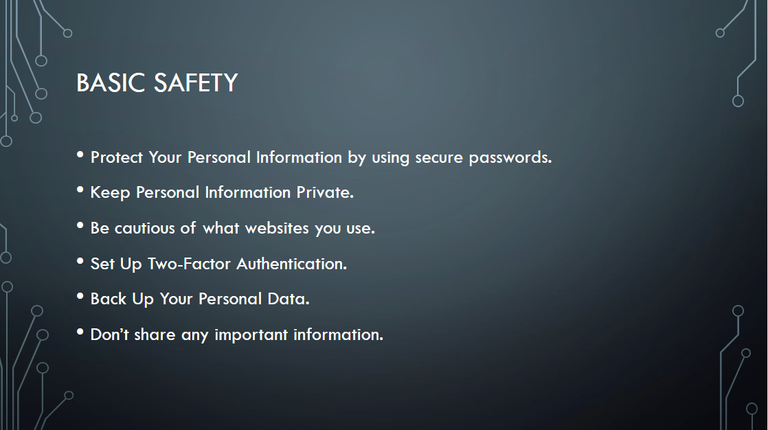 BASIC SAFETY
• Protect Your Personal Information by using secure passwords.
• Keep Personal Information Private.
• Be cautious of what websites you use.
• Set Up Two-Factor Authentication.
• Back Up Your Personal Data.
• Don’t share any important information.